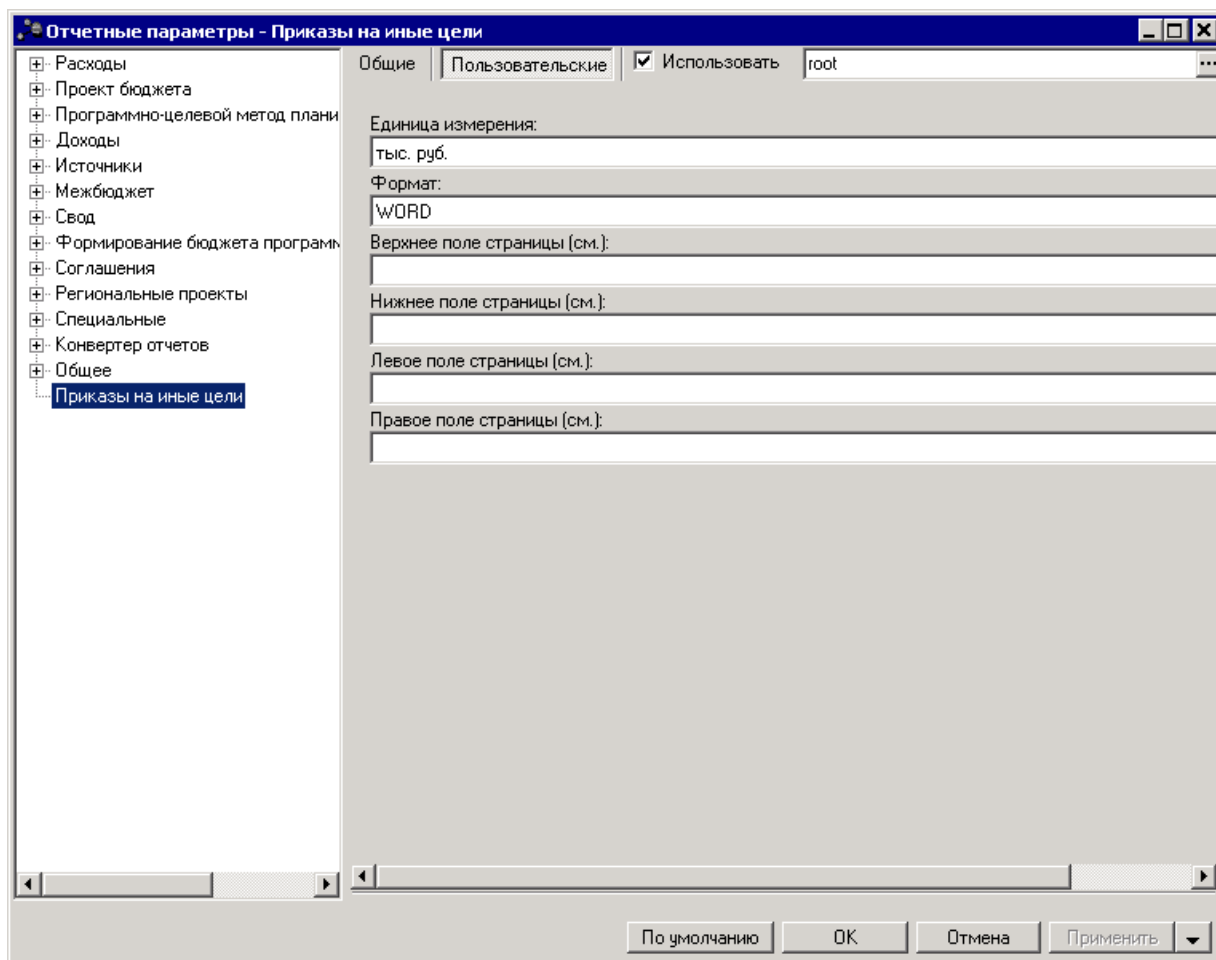 Отчетные параметры - Приказы на иные цели
Расходы
Проект бюджета
Программно-целевой метод плани
Доходы
Источники
Межбюджет
Свод
Формирование бюджета програм
Соглашения
Региональные проекты
Специальные
Конвертер отчетов
Общее
Приказы на иные цели
Общие Пользовательские Использовать root ...
Единица измерения:
тыс. руб.
Формат:
WORD
Верхнее поле страницы (см.):
Нижнее поле страницы (см.):
Левое поле страницы (см.):
Правое поле страницы (см.):
По умолчанию OK Отмена Применить